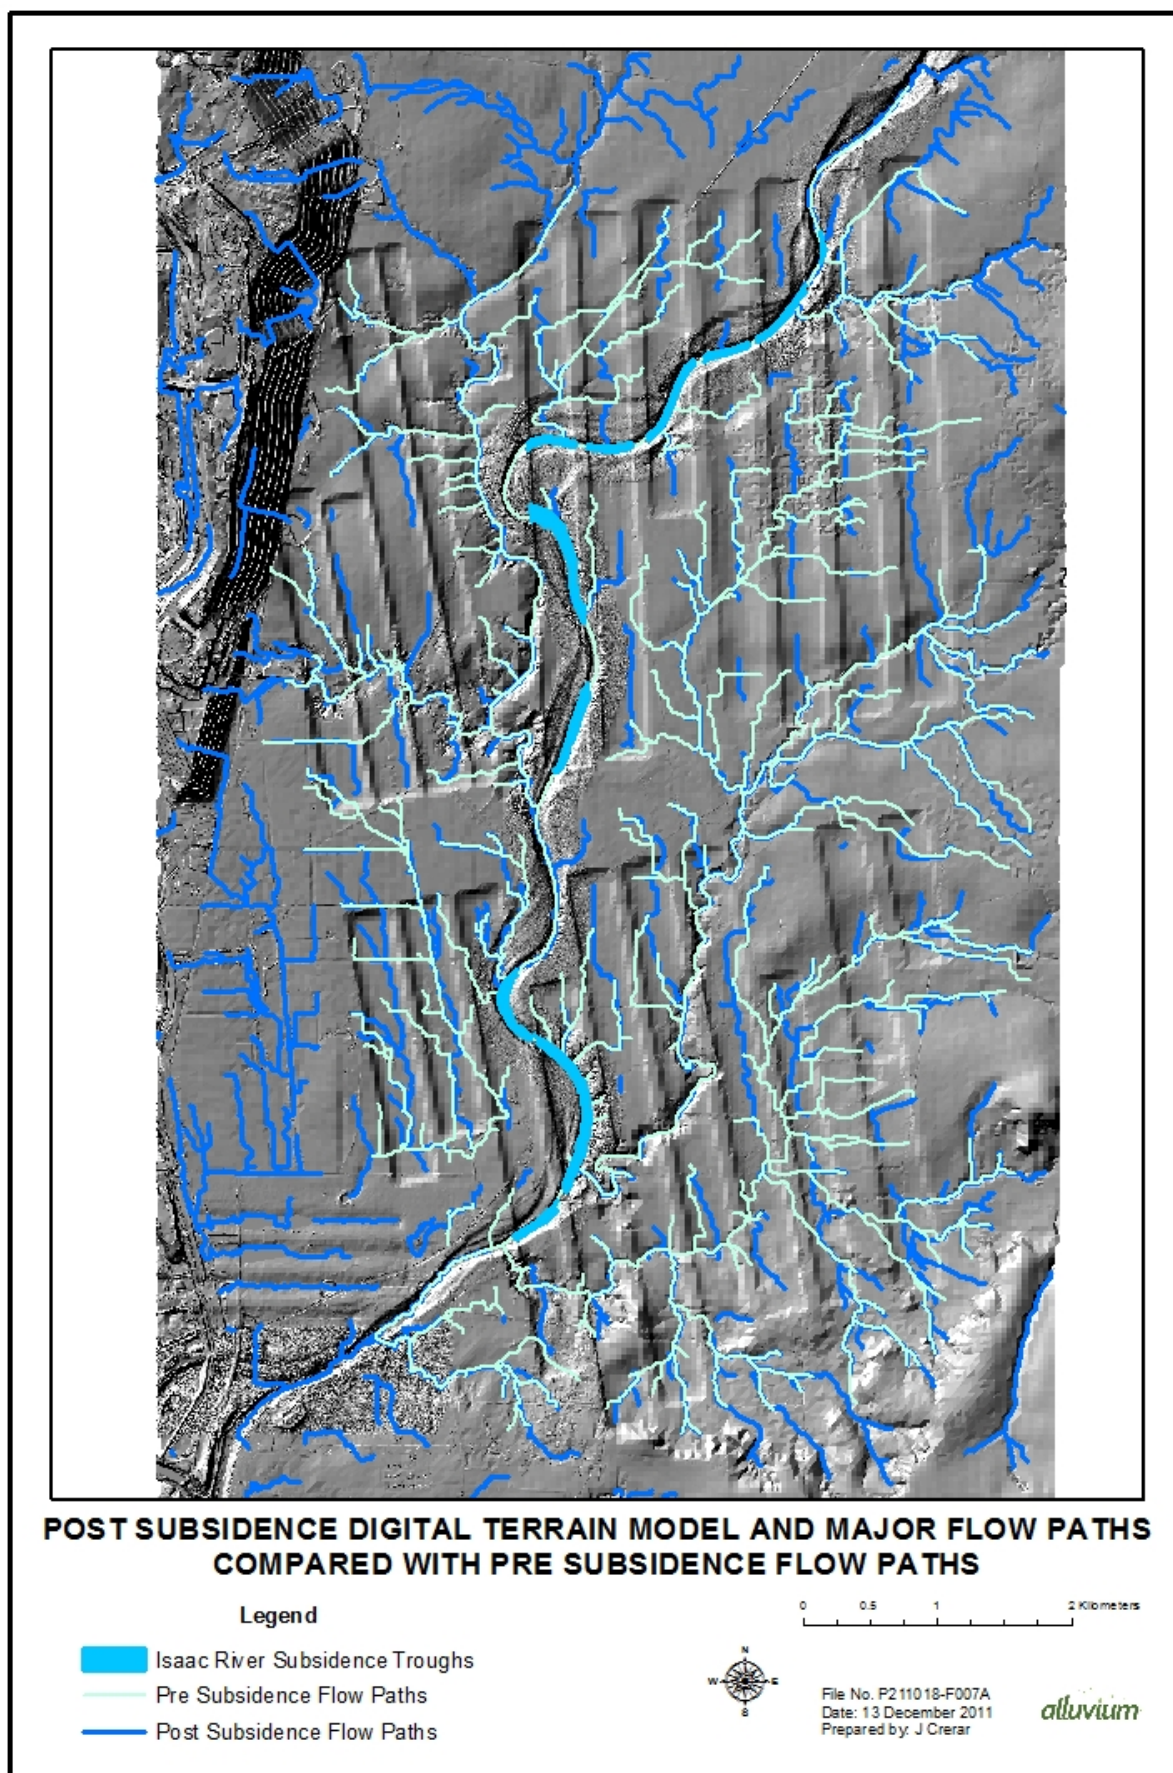 POST SUBSIDENCE DIGITAL TERRAIN MODEL AND MAJOR FLOW PATHS
COMPARED WITH PRE SUBSIDENCE FLOW PATHS
Legend
Isaac River Subsidence Troughs
Pre Subsidence Flow Paths
Post Subsidence Flow Paths
0 0.5 1 2 Kilometers
N
W E
S
File No. P211018-F007A
Date: 13 December 2011
Prepared by: J Crerar
alluvium